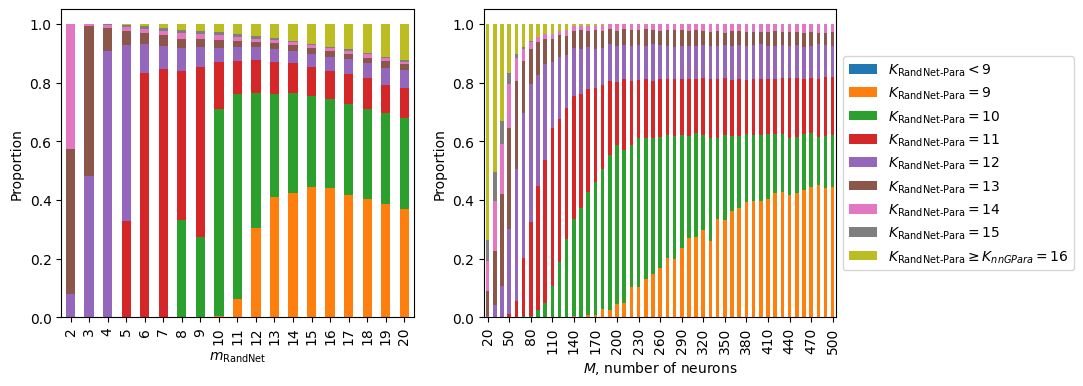 1.0
0.8
0.6
0.4
0.2
0.0
Proportion
2 3 4 5 6 7 8 9 10 11 12 13 14 15 16 17 18 19 20
m_RandNet
1.0
0.8
0.6
0.4
0.2
0.0
Proportion
20 50 80 110 140 170 200 230 260 290 320 350 380 410 440 470 500
M, number of neurons
K_RandNet-Para < 9
K_RandNet-Para = 9
K_RandNet-Para = 10
K_RandNet-Para = 11
K_RandNet-Para = 12
K_RandNet-Para = 13
K_RandNet-Para = 14
K_RandNet-Para = 15
K_RandNet-Para ≥ K_nnGPara = 16